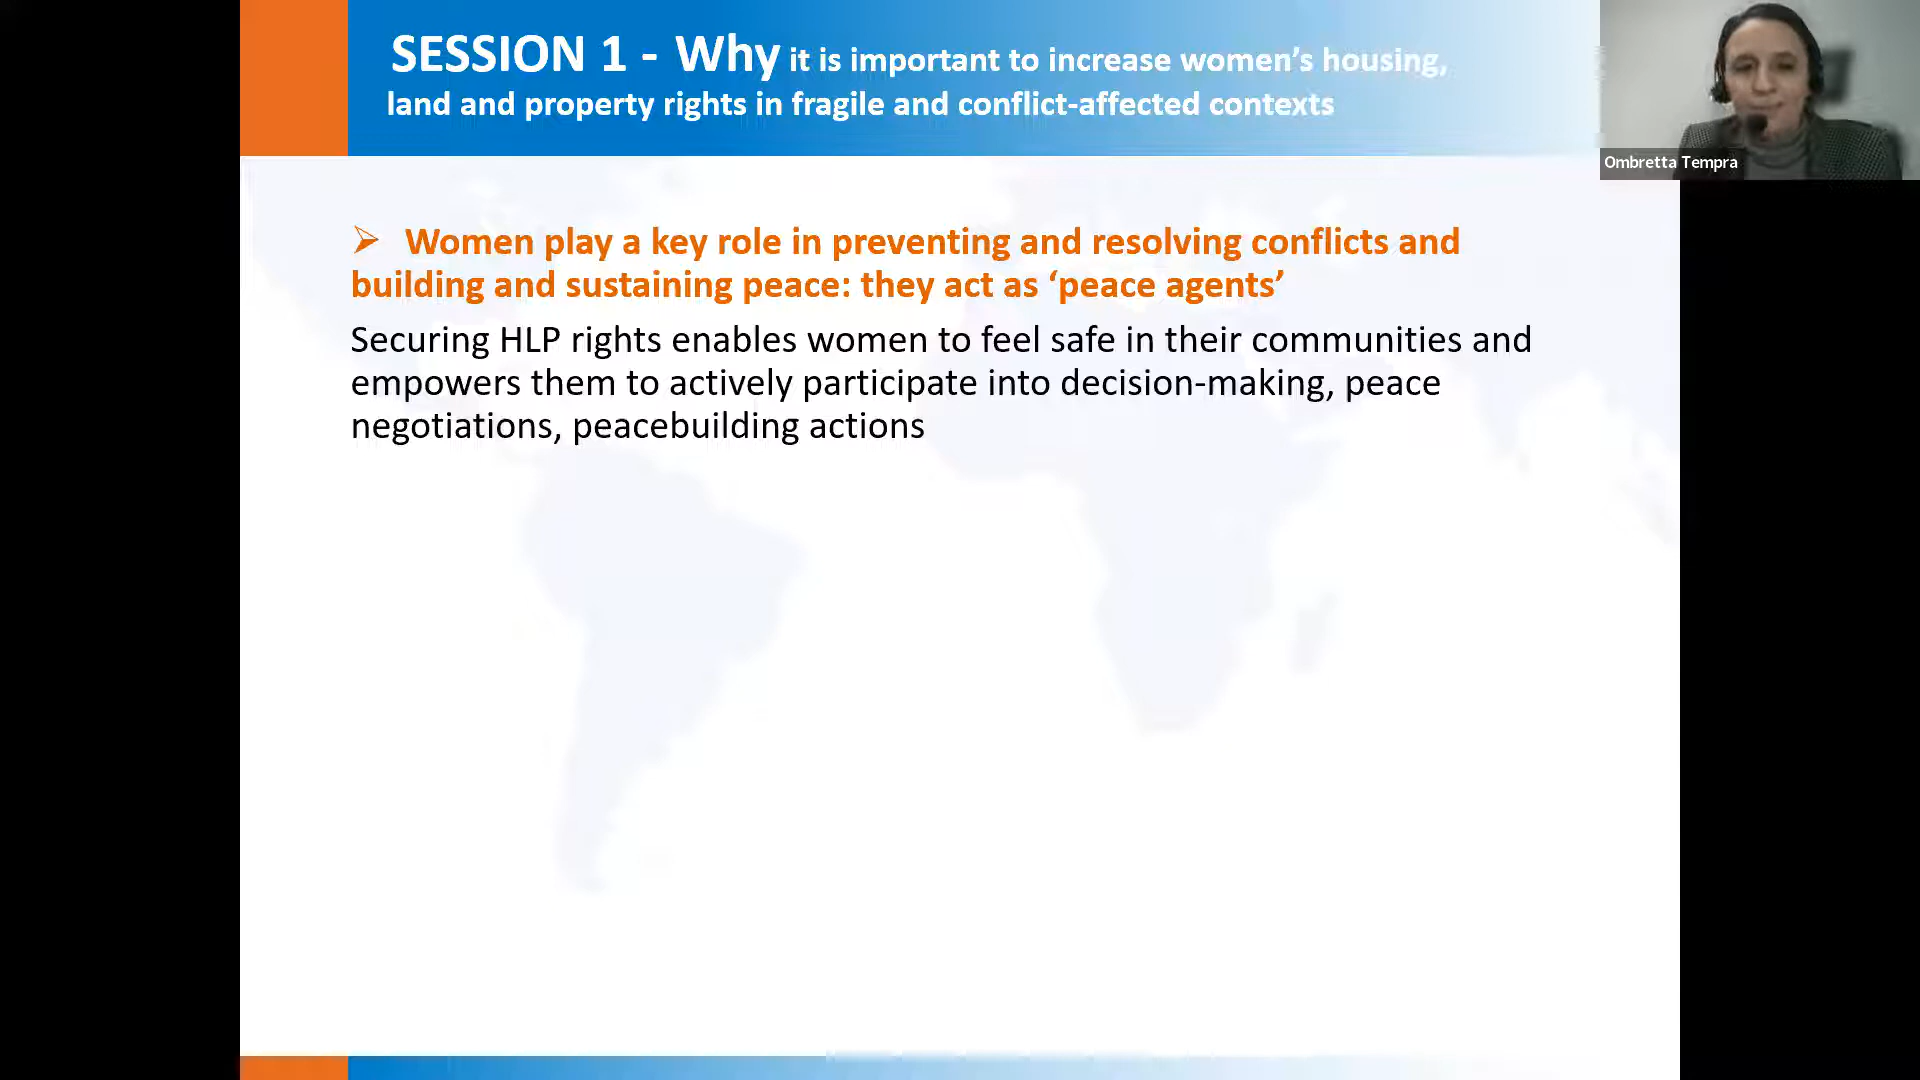 SESSION 1 - Why it is important to increase women’s housing,
land and property rights in fragile and conflict-affected contexts
Ombretta Tempra
➢ Women play a key role in preventing and resolving conflicts and
building and sustaining peace: they act as ‘peace agents’
Securing HLP rights enables women to feel safe in their communities and
empowers them to actively participate into decision-making, peace
negotiations, peacebuilding actions